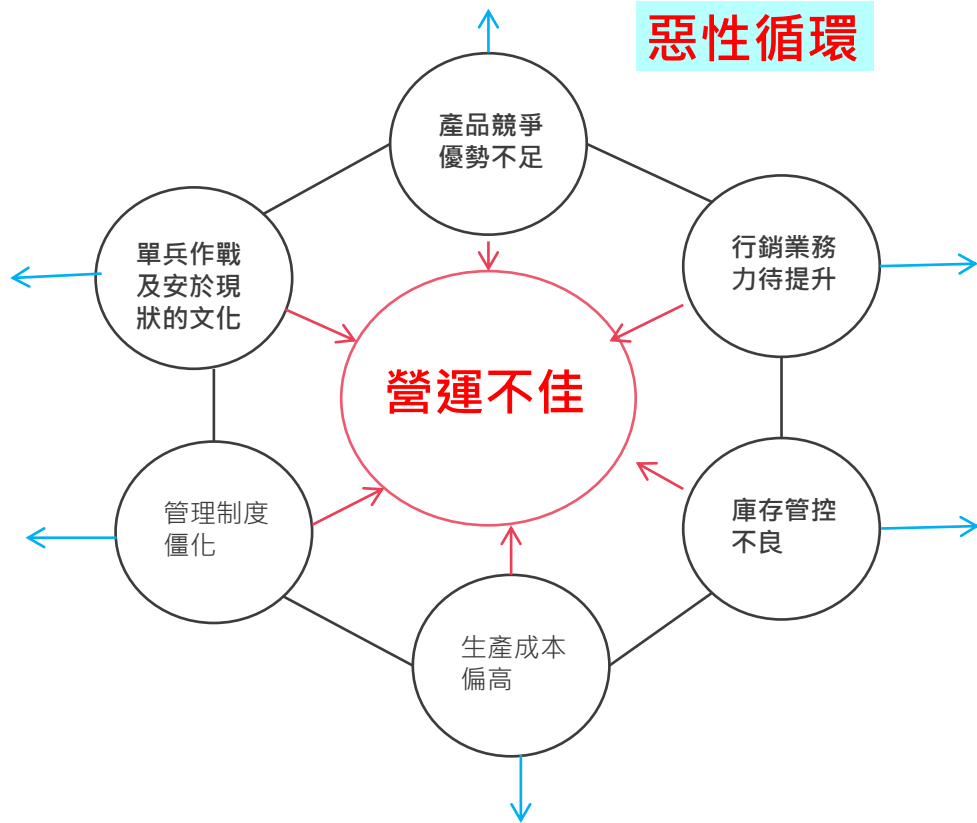 惡性循環
產品競爭
優勢不足
單兵作戰
及安於現
狀的文化
行銷業務
力待提升
營運不佳
管理制度
僵化
庫存管控
不良
生產成本
偏高